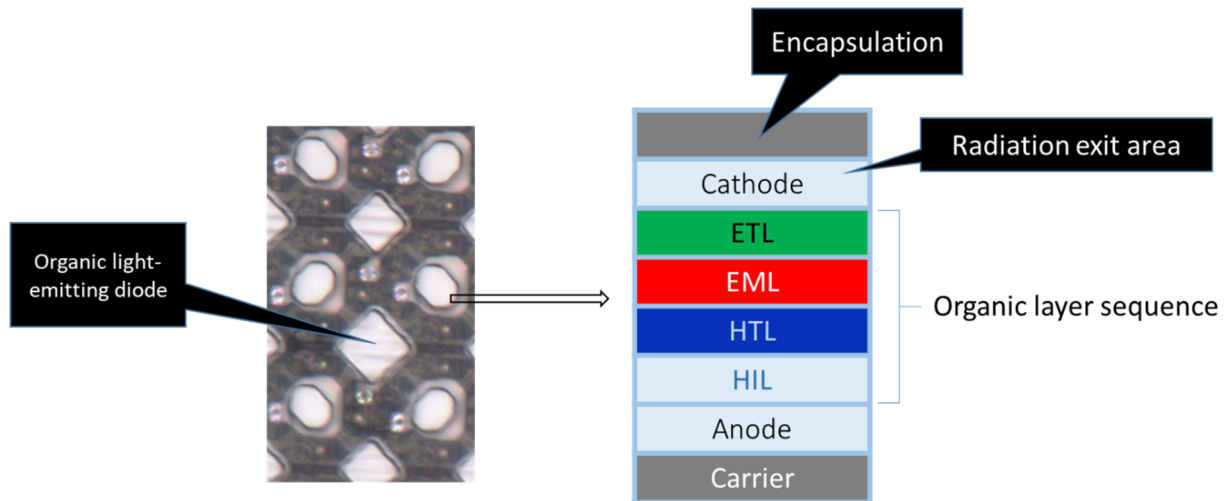 Encapsulation
Radiation exit area
Cathode
ETL
Organic light-
emitting diode
EML
Organic layer sequence
HTL
HIL
Anode
Carrier